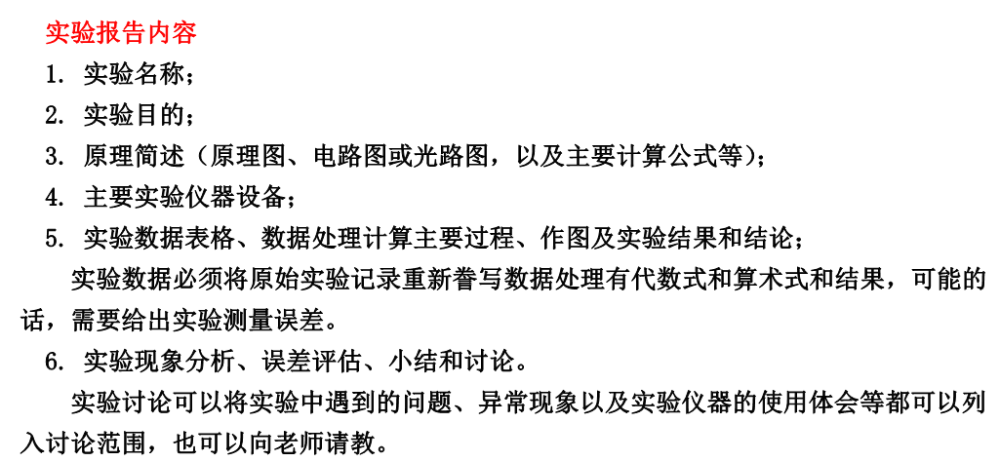 实验报告内容
1. 实验名称；
2. 实验目的；
3. 原理简述（原理图、电路图或光路图，以及主要计算公式等）；
4. 主要实验仪器设备；
5. 实验数据表格、数据处理计算主要过程、作图及实验结果和结论；
实验数据必须将原始实验记录重新誊写数据处理有代数式和算术式和结果，可能的
话，需要给出实验测量误差。
6. 实验现象分析、误差评估、小结和讨论。
实验讨论可以将实验中遇到的问题、异常现象以及实验仪器的使用体会等都可以列
入讨论范围，也可以向老师请教。